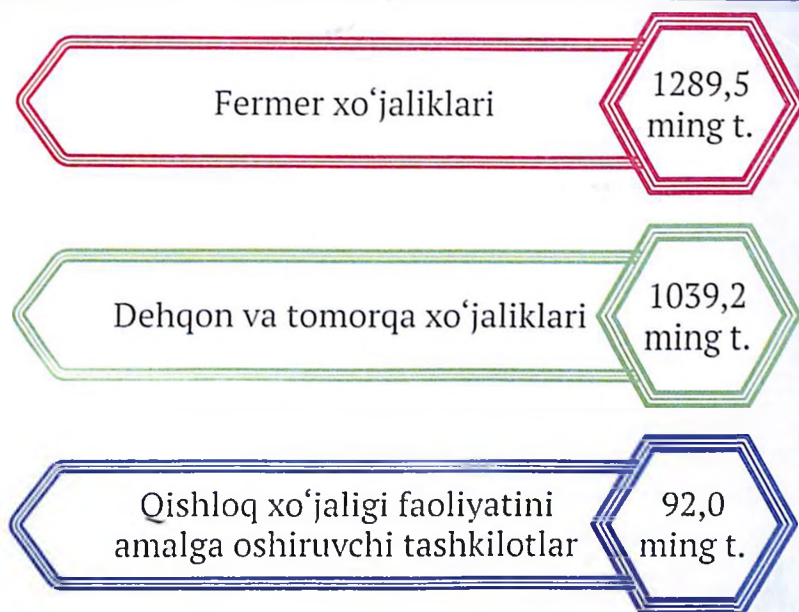 Fermer xo‘jaliklari
1289,5
ming t.
Dehqon va tomorqa xo‘jaliklari
1039,2
ming t.
Qishloq xo‘jaligi faoliyatini
amalga oshiruvchi tashkilotlar
92,0
ming t.